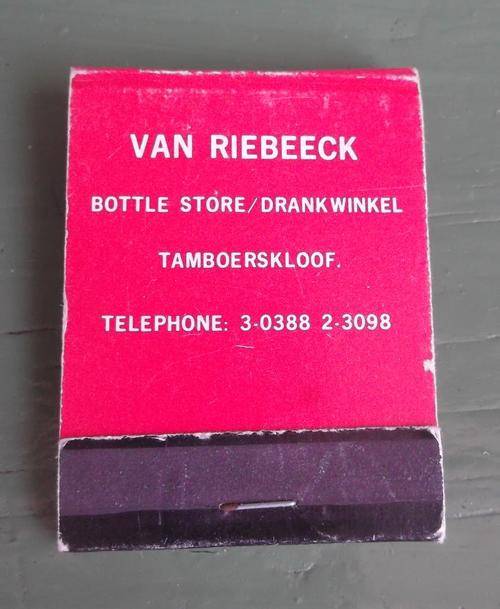 VAN RIEBEECK
BOTTLE STORE/DRANKWINKEL
TAMBOERSKLOOF.
TELEPHONE: 3-0388 2-3098